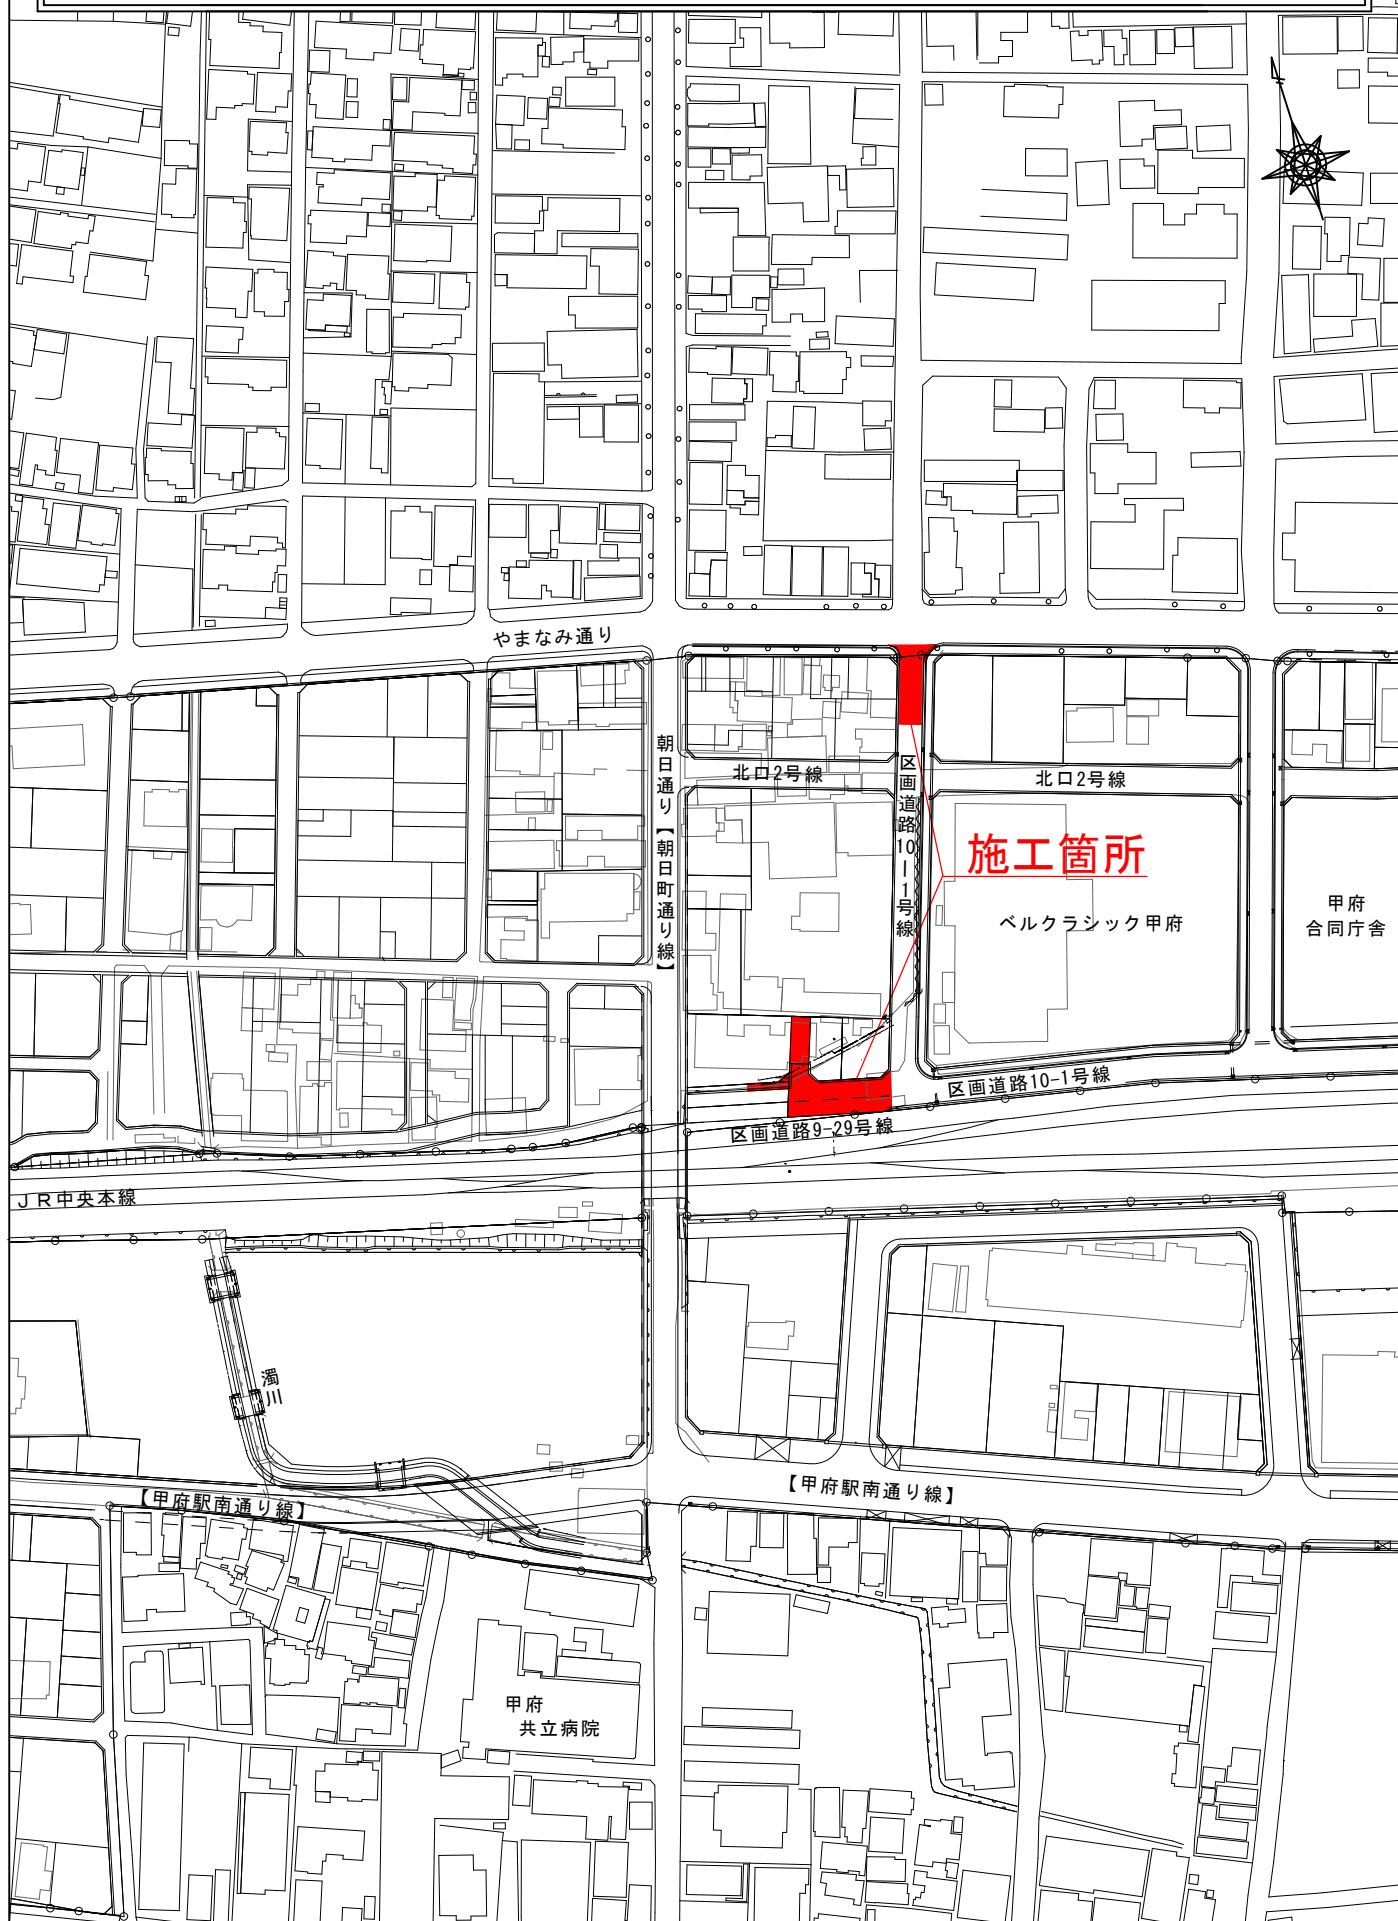 やまなみ通り
朝日通り【朝日町通り線】
北口2号線
区画道路10―1号線
北口2号線
施工箇所
ベルクラシック甲府
甲府
合同庁舎
区画道路10-1号線
区画道路9-29号線
JR中央本線
濁川
【甲府駅南通り線】
【甲府駅南通り線】
甲府
共立病院